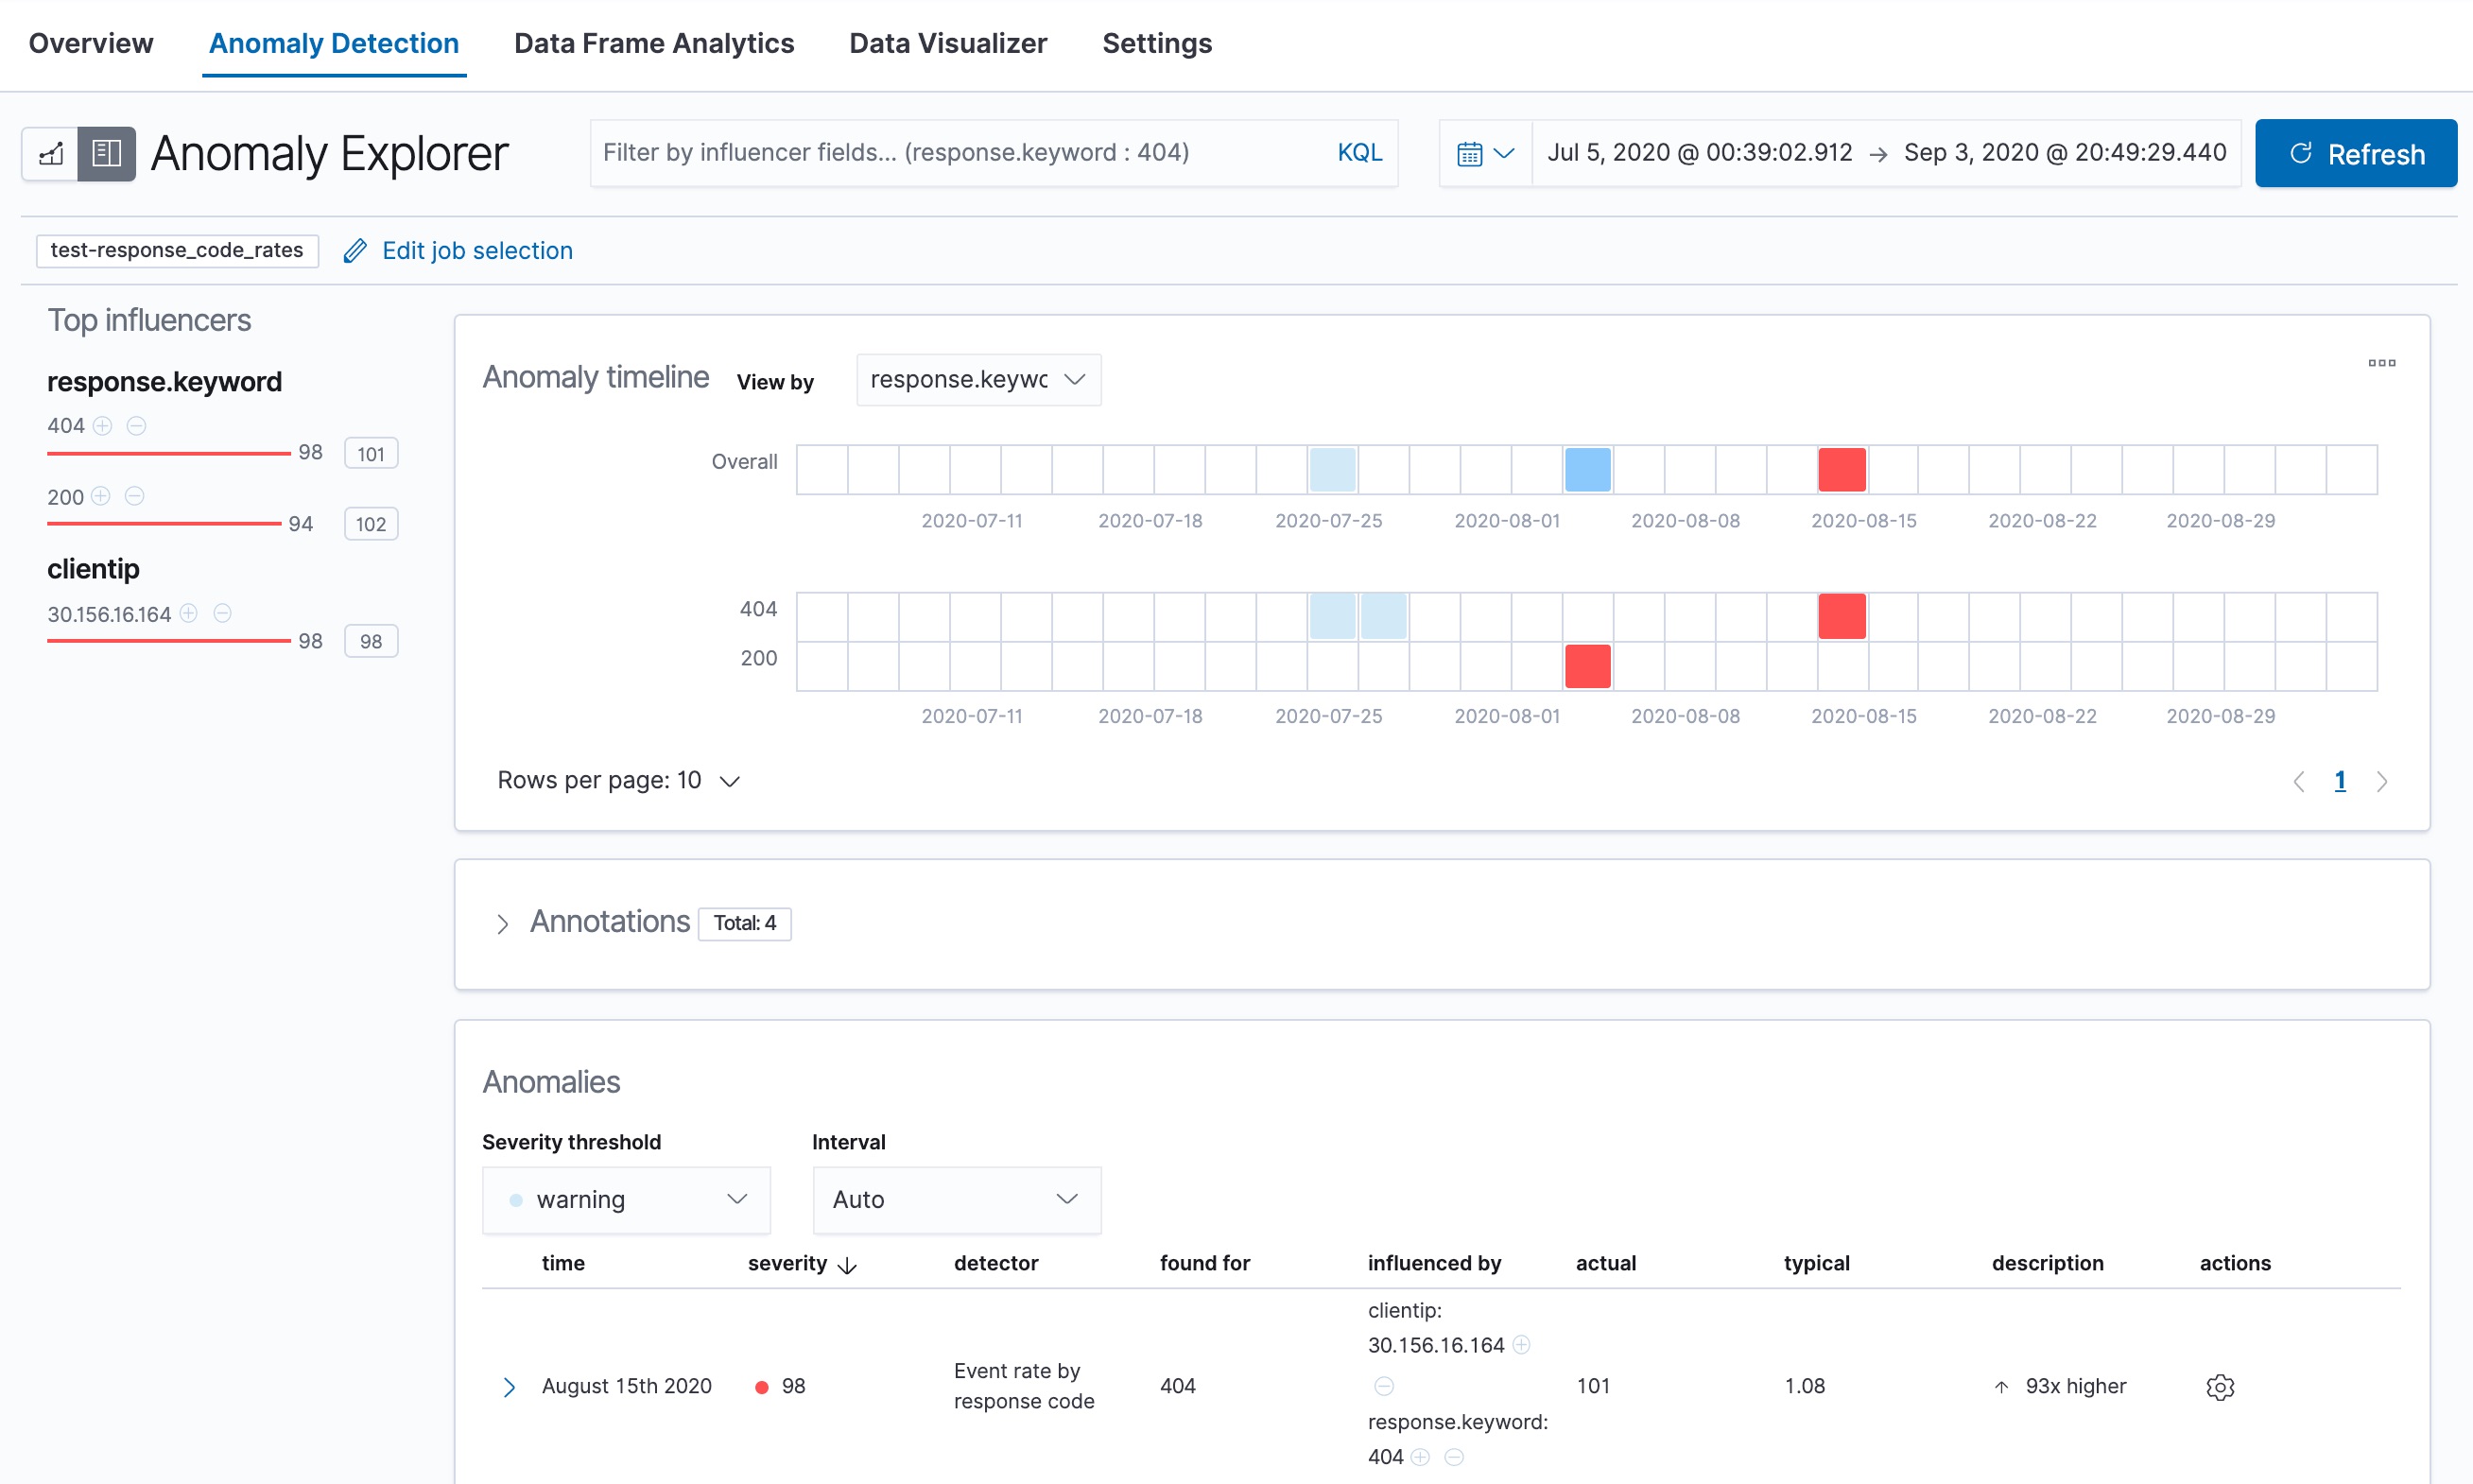 Overview Anomaly Detection Data Frame Analytics Data Visualizer Settings
Anomaly Explorer Filter by influencer fields... (response.keyword : 404) KQL Jul 5, 2020 @ 00:39:02.912 → Sep 3, 2020 @ 20:49:29.440 Refresh
test-response_code_rates Edit job selection
Top influencers
response.keyword
404
98 101
200
94 102
clientip
30.156.16.164
98 98
Anomaly timeline View by response.keywc
Overall
2020-07-11 2020-07-18 2020-07-25 2020-08-01 2020-08-08 2020-08-15 2020-08-22 2020-08-29
404
200
2020-07-11 2020-07-18 2020-07-25 2020-08-01 2020-08-08 2020-08-15 2020-08-22 2020-08-29
Rows per page: 10 1
Annotations Total: 4
Anomalies
Severity threshold Interval
warning Auto
time severity ↓ detector found for influenced by actual typical description actions
August 15th 2020 98 Event rate by response code 404 clientip: 30.156.16.164 response.keyword: 404 101 1.08 ↑ 93x higher